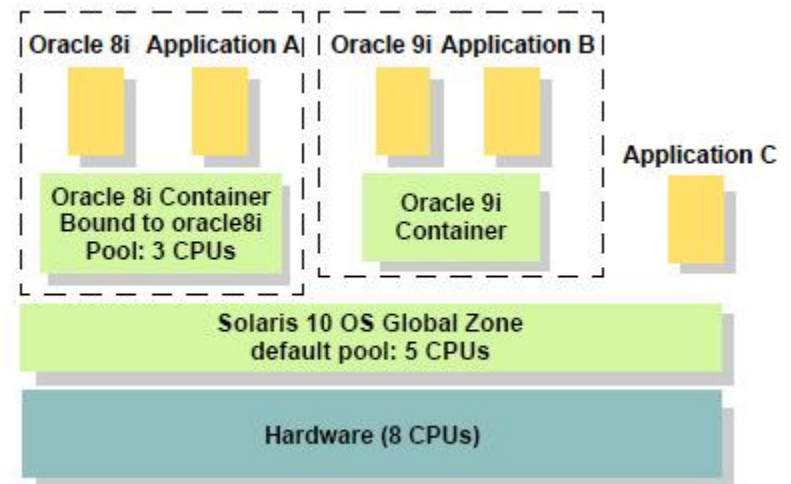 Oracle 8i Application A
Oracle 9i Application B
Application C
Oracle 8i Container
Bound to oracle8i
Pool: 3 CPUs
Oracle 9i
Container
Solaris 10 OS Global Zone
default pool: 5 CPUs
Hardware (8 CPUs)